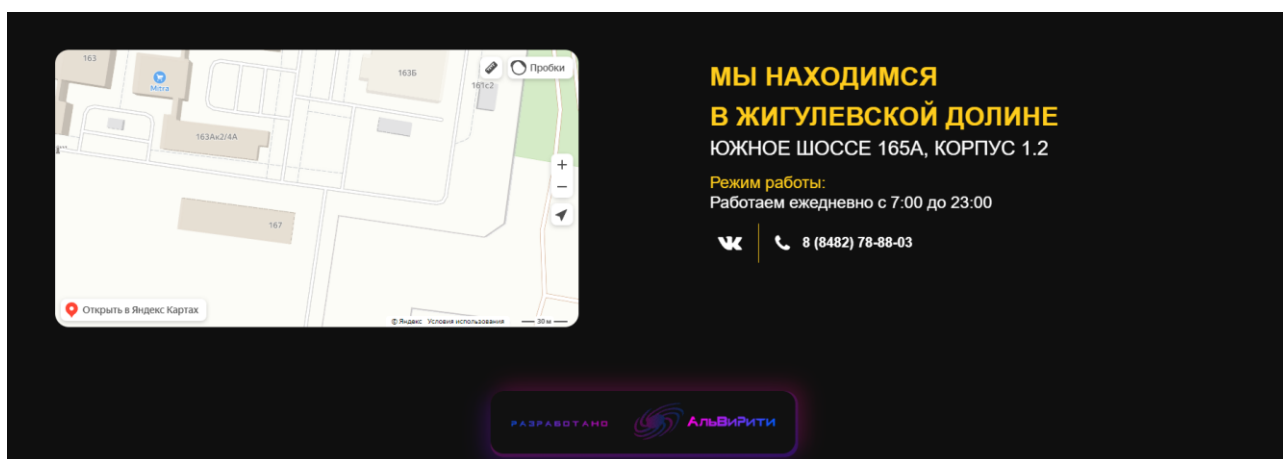 163
Мята
163Б
Пробки
161с2
163Ак2/4А
167
Открыть в Яндекс Картах
© Яндекс Условия использования
30 м
МЫ НАХОДИМСЯ
В ЖИГУЛЕВСКОЙ ДОЛИНЕ
ЮЖНОЕ ШОССЕ 165А, КОРПУС 1.2
Режим работы:
Работаем ежедневно с 7:00 до 23:00
8 (8482) 78-88-03
РАЗРАБОТАНО
АльВиРити